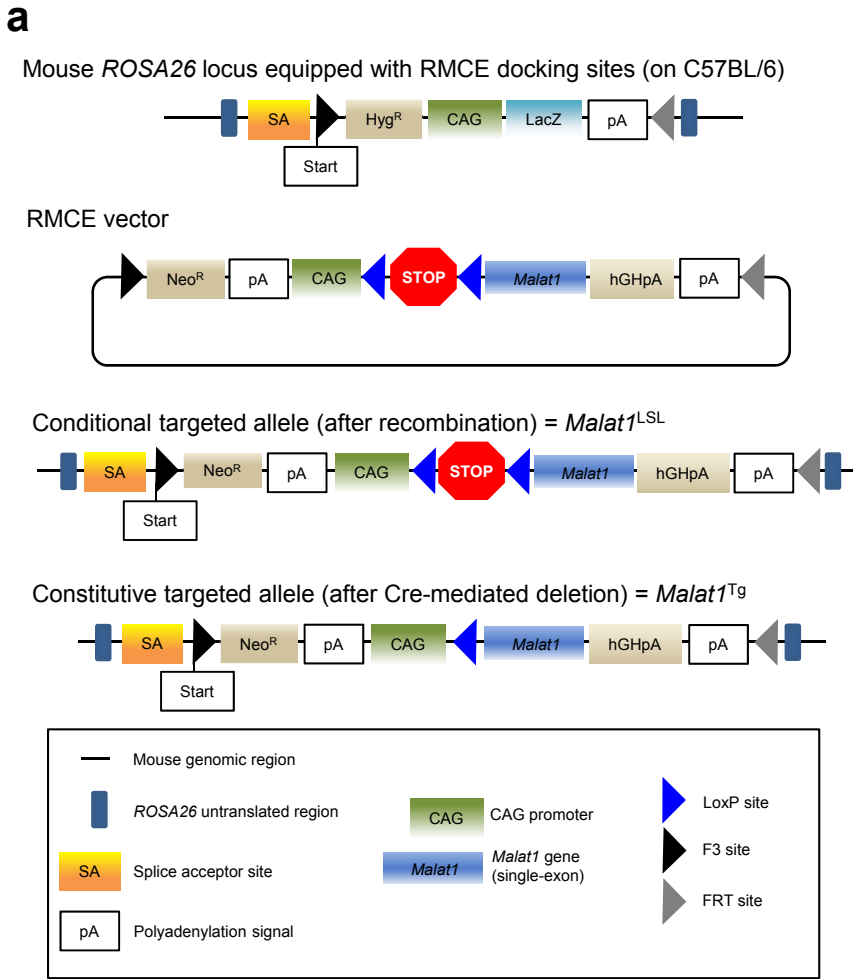 a
Mouse ROSA26 locus equipped with RMCE docking sites (on C57BL/6)
SA HygR CAG LacZ pA
Start
RMCE vector
NeoR pA CAG STOP Malat1 hGHpA pA
Conditional targeted allele (after recombination) = Malat1LSL
SA NeoR pA CAG STOP Malat1 hGHpA pA
Start
Constitutive targeted allele (after Cre-mediated deletion) = Malat1Tg
SA NeoR pA CAG Malat1 hGHpA pA
Start
Mouse genomic region
ROSA26 untranslated region
SA Splice acceptor site
pA Polyadenylation signal
CAG CAG promoter
Malat1 Malat1 gene
(single-exon)
LoxP site
F3 site
FRT site